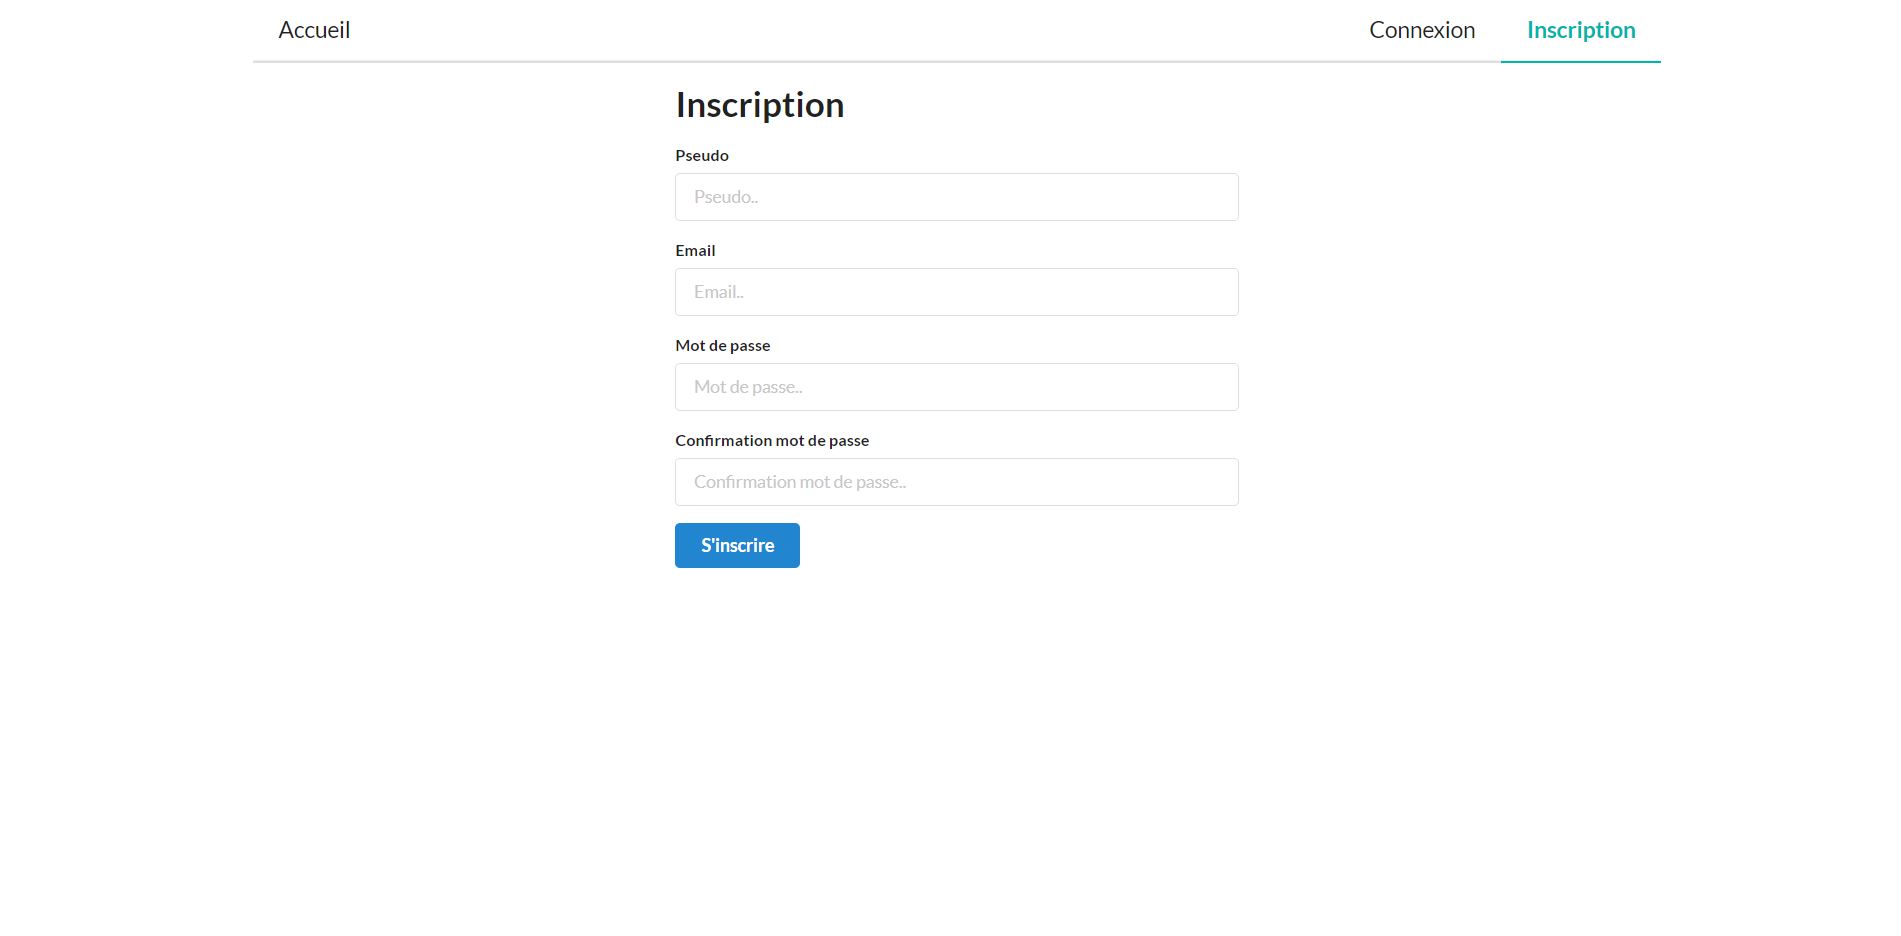 Accueil
Connexion
Inscription
Inscription
Pseudo
Pseudo..
Email
Email..
Mot de passe
Mot de passe..
Confirmation mot de passe
Confirmation mot de passe..
S'inscrire